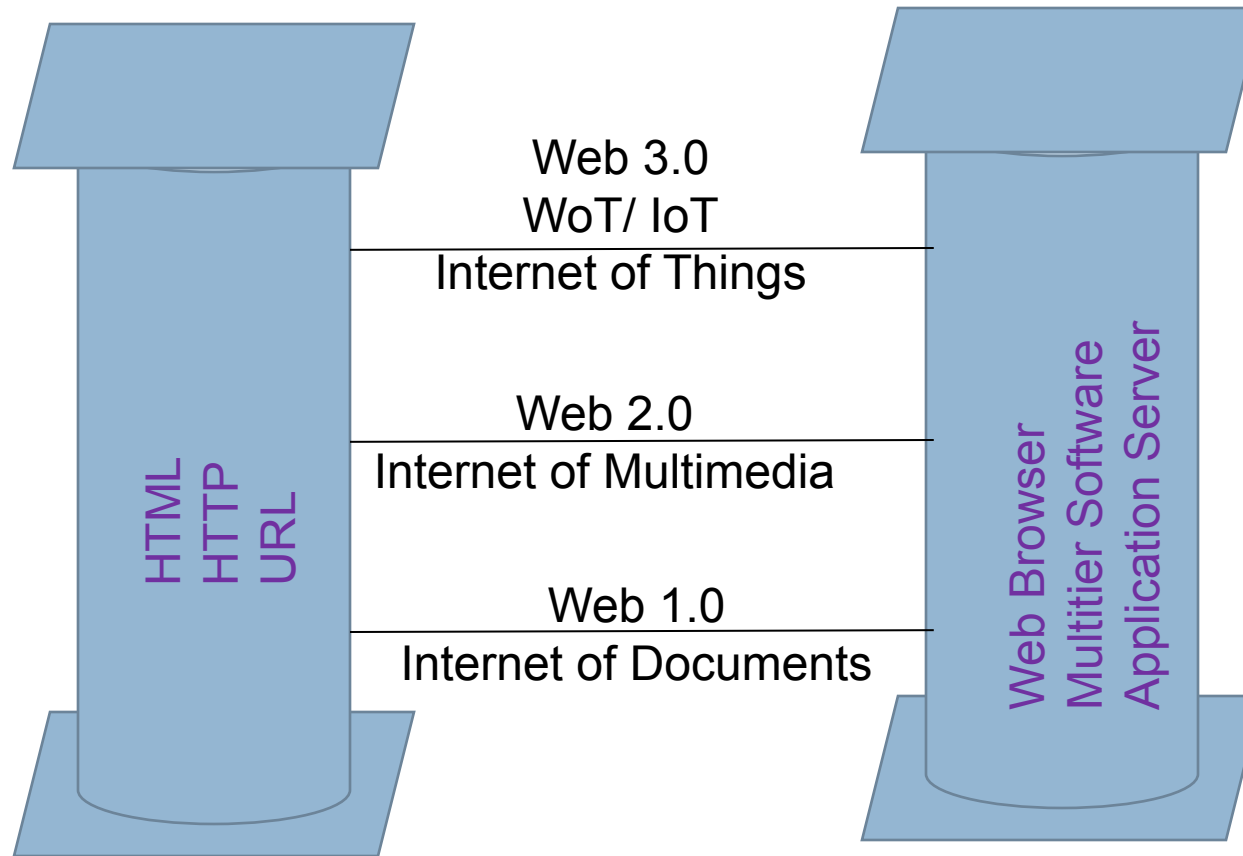 Web 3.0
WoT/ IoT
Internet of Things
Web 2.0
Internet of Multimedia
Web 1.0
Internet of Documents
HTML
HTTP
URL
Web Browser
Multitier Software
Application Server